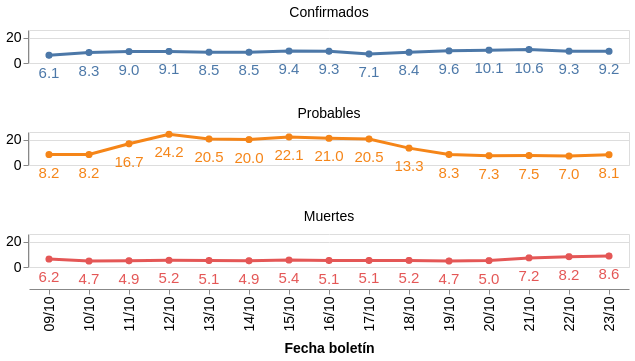 Confirmados
20
0
6.1 8.3 9.0 9.1 8.5 8.5 9.4 9.3 7.1 8.4 9.6 10.1 10.6 9.3 9.2
Probables
20
0
8.2 8.2 16.7 24.2 20.5 20.0 22.1 21.0 20.5 13.3 8.3 7.3 7.5 7.0 8.1
Muertes
20
0
6.2 4.7 4.9 5.2 5.1 4.9 5.4 5.1 5.1 5.2 4.7 5.0 7.2 8.2 8.6
09/10 10/10 11/10 12/10 13/10 14/10 15/10 16/10 17/10 18/10 19/10 20/10 21/10 22/10 23/10
Fecha boletín